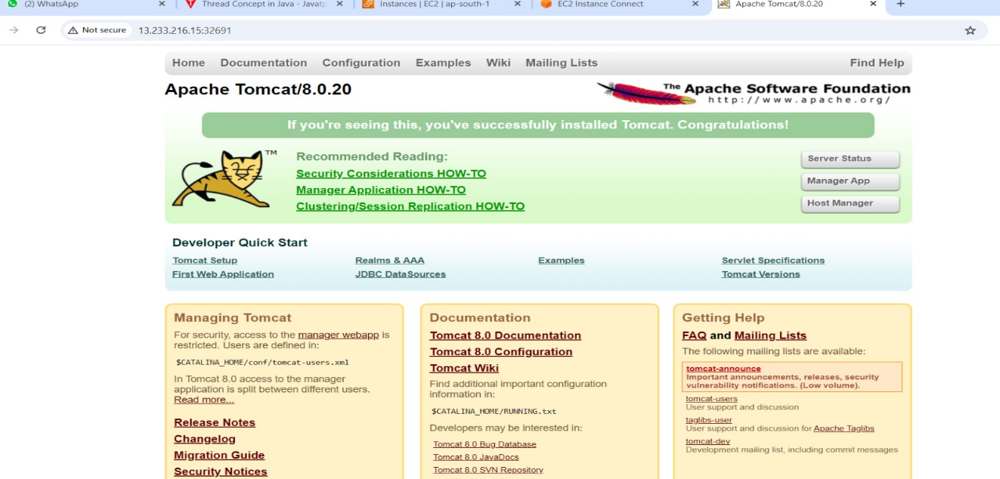 (2) WhatsApp
Thread Concept in Java - Javatp
Instances | EC2 | ap-south-1
EC2 Instance Connect
Apache Tomcat/8.0.20
Not secure 13.233.216.15:32691
Home Documentation Configuration Examples Wiki Mailing Lists Find Help
Apache Tomcat/8.0.20
The Apache Software Foundation
http://www.apache.org/
If you're seeing this, you've successfully installed Tomcat. Congratulations!
TM
Recommended Reading:
Security Considerations HOW-TO
Manager Application HOW-TO
Clustering/Session Replication HOW-TO
Server Status
Manager App
Host Manager
Developer Quick Start
Tomcat Setup
First Web Application
Realms & AAA
JDBC DataSources
Examples
Servlet Specifications
Tomcat Versions
Managing Tomcat
For security, access to the manager webapp is
restricted. Users are defined in:
$CATALINA_HOME/conf/tomcat-users.xml
In Tomcat 8.0 access to the manager
application is split between different users.
Read more...
Release Notes
Changelog
Migration Guide
Security Notices
Documentation
Tomcat 8.0 Documentation
Tomcat 8.0 Configuration
Tomcat Wiki
Find additional important configuration
information in:
$CATALINA_HOME/RUNNING.txt
Developers may be interested in:
Tomcat 8.0 Bug Database
Tomcat 8.0 JavaDocs
Tomcat 8.0 SVN Repository
Getting Help
FAQ and Mailing Lists
The following mailing lists are available:
tomcat-announce
Important announcements, releases, security
vulnerability notifications. (Low volume).
tomcat-users
User support and discussion
taglibs-user
User support and discussion for Apache Taglibs
tomcat-dev
Development mailing list, including commit messages